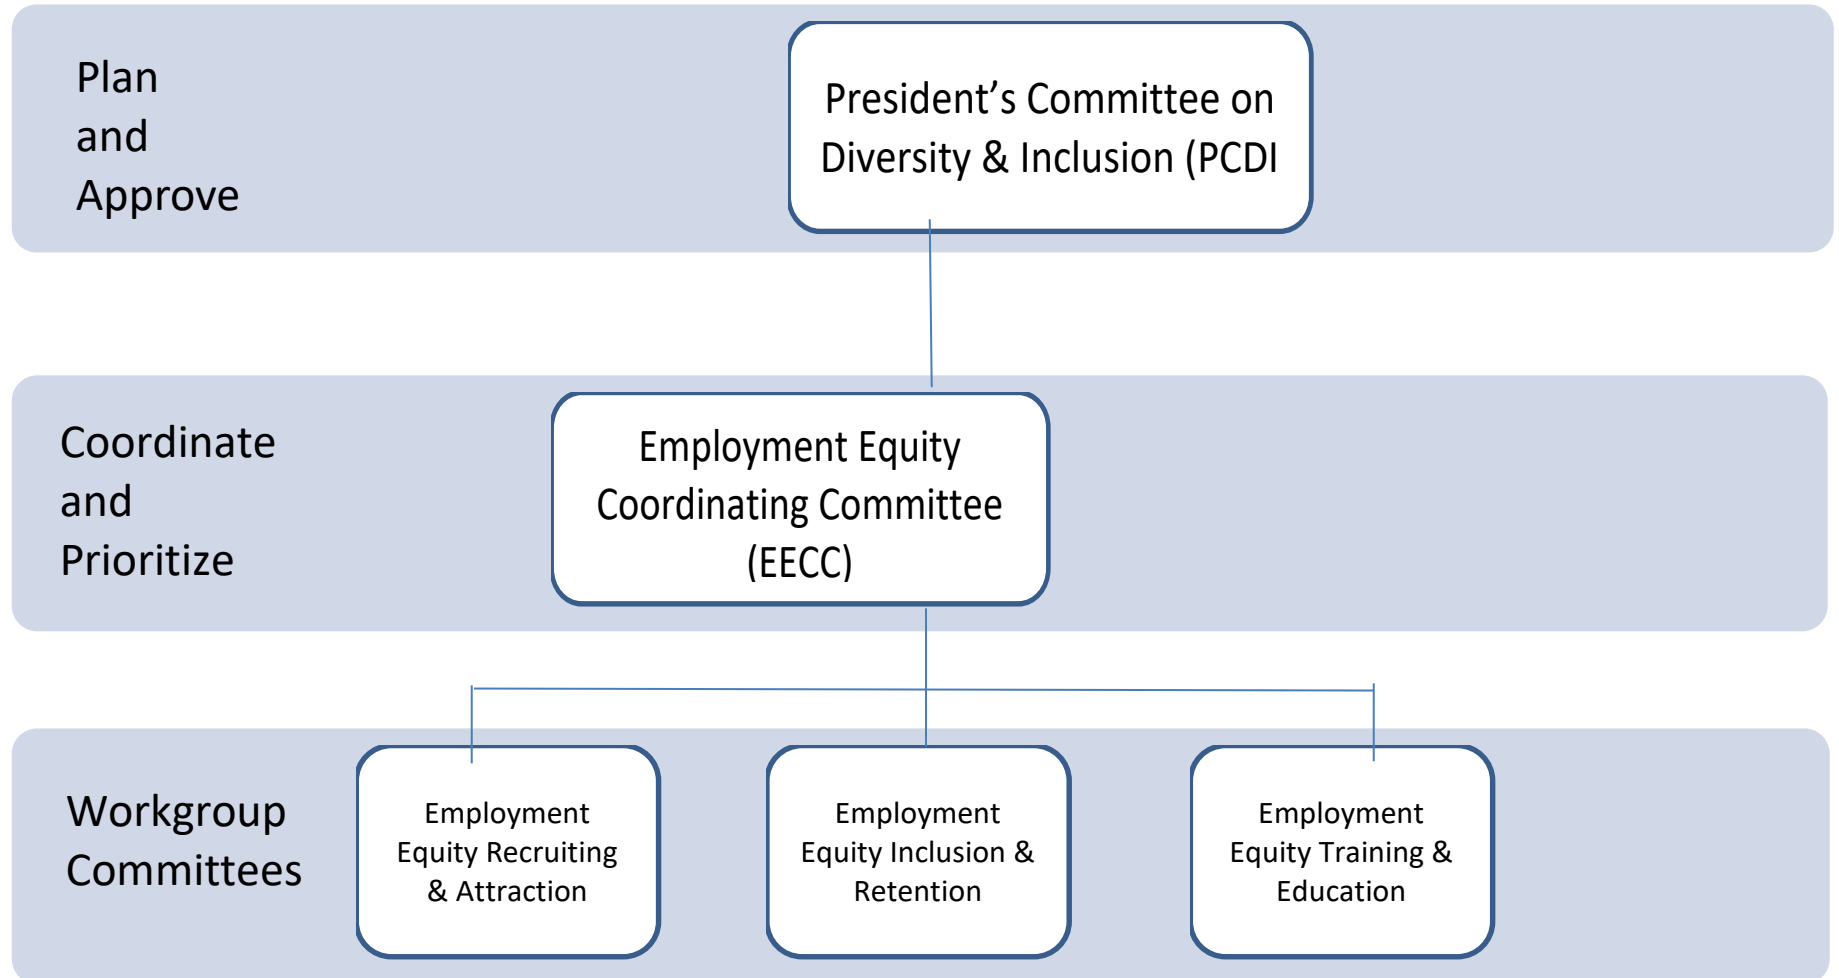 Plan
and
Approve
President’s Committee on
Diversity & Inclusion (PCDI
Coordinate
and
Prioritize
Employment Equity
Coordinating Committee
(EECC)
Workgroup
Committees
Employment
Equity Recruiting
& Attraction
Employment
Equity Inclusion &
Retention
Employment
Equity Training &
Education